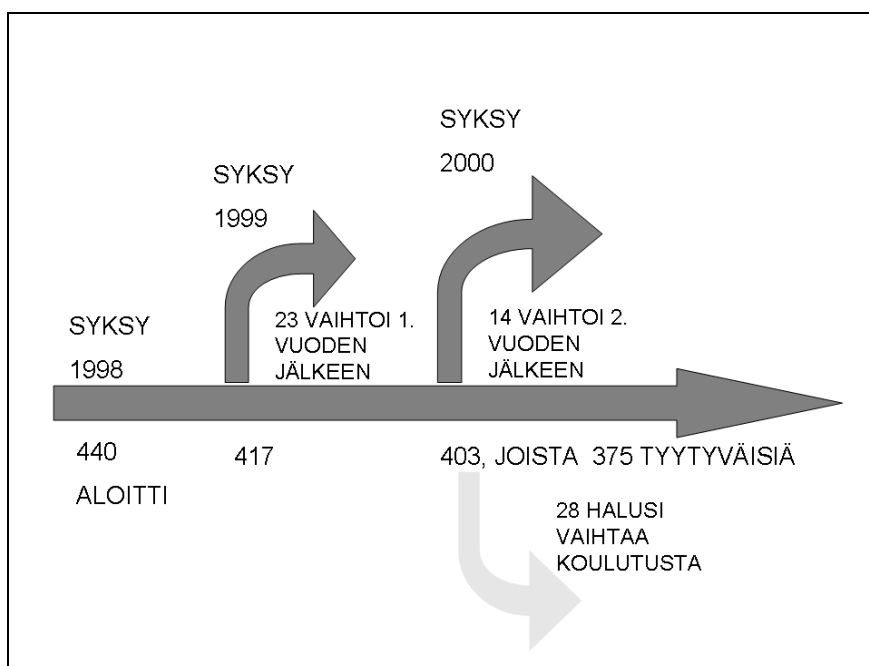 SYKSY
1998
SYKSY
1999
SYKSY
2000
23 VAIHTOI 1.
VUODEN
JÄLKEEN
14 VAIHTOI 2.
VUODEN
JÄLKEEN
440
ALOITTI
417
403, JOISTA 375 TYYTYVÄISIÄ
28 HALUSI
VAIHTAA
KOULUTUSTA